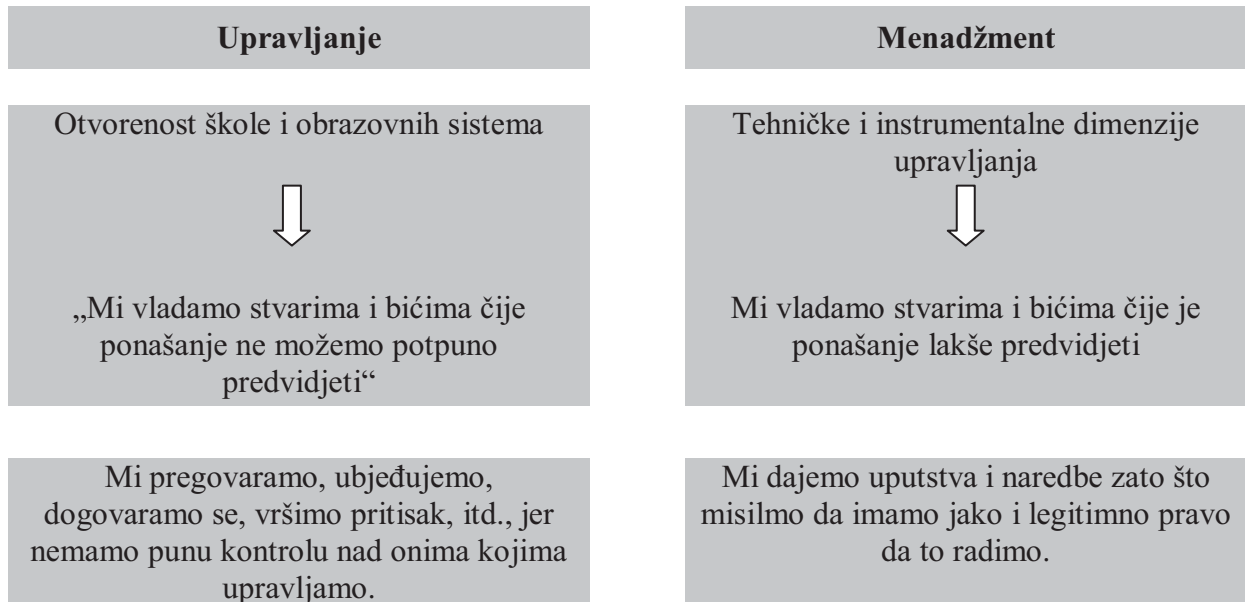 Upravljanje
Otvorenost škole i obrazovnih sistema
„Mi vladamo stvarima i bićima čije
ponašanje ne možemo potpuno
predvidjeti“
Mi pregovaramo, ubjeđujemo,
dogovaramo se, vršimo pritisak, itd., jer
nemamo punu kontrolu nad onima kojima
upravljamo.
Menadžment
Tehničke i instrumentalne dimenzije
upravljanja
Mi vladamo stvarima i bićima čije je
ponašanje lakše predvidjeti
Mi dajemo uputstva i naredbe zato što
misilmo da imamo jako i legitimno pravo
da to radimo.